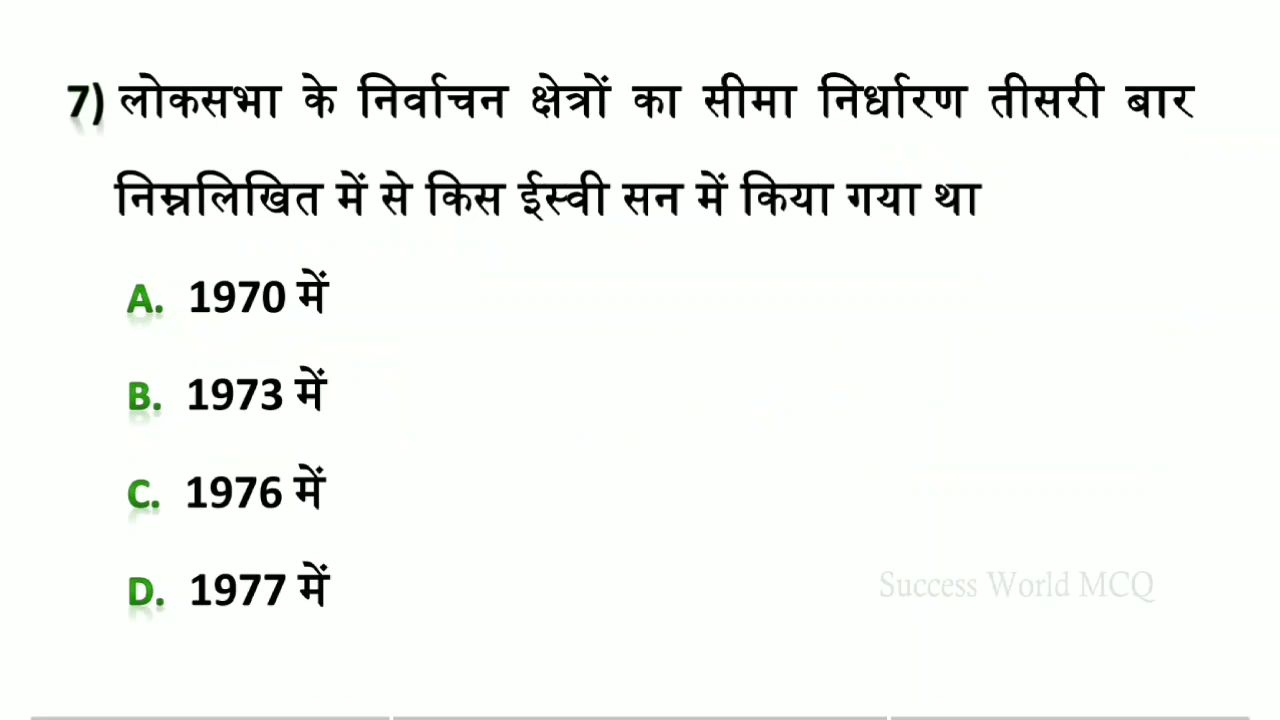 7) लोकसभा के निर्वाचन क्षेत्रों का सीमा निर्धारण तीसरी बार
निम्नलिखित में से किस ईस्वी सन में किया गया था
A. 1970 में
B. 1973 में
C. 1976 में
D. 1977 में
Success World MCQ